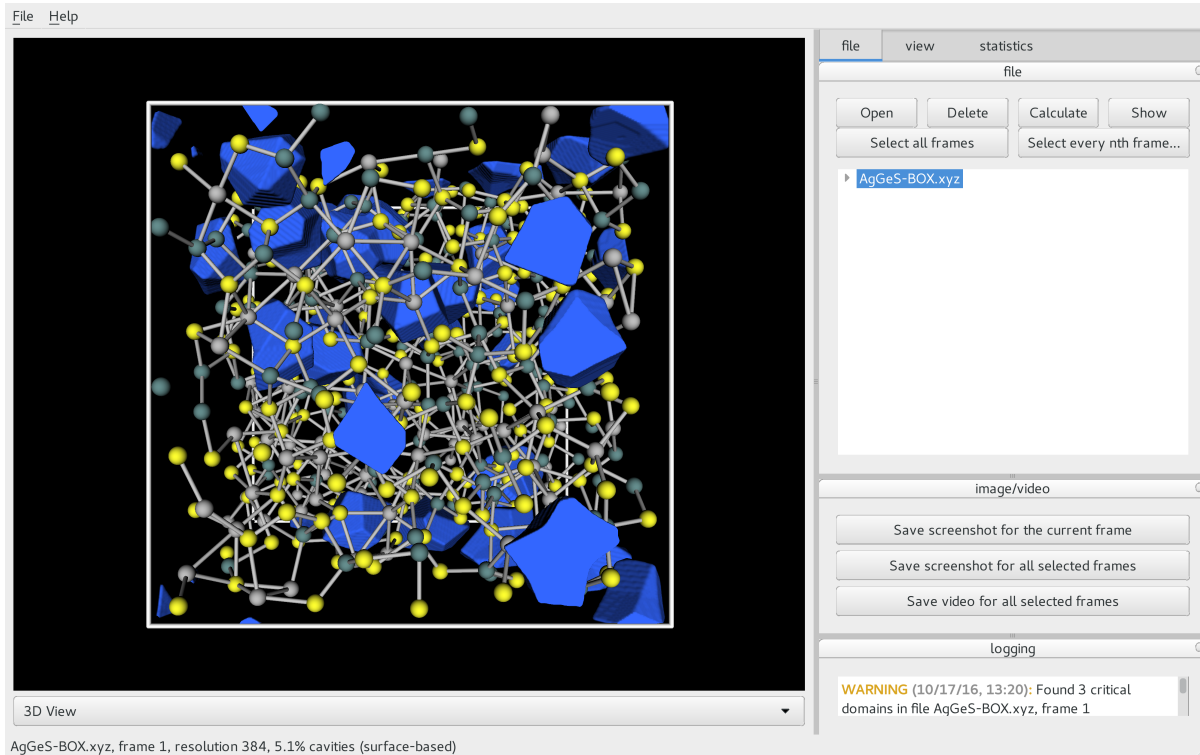 File Help
file view statistics
file
Open Delete Calculate Show
Select all frames Select every nth frame...
AgGeS-BOX.xyz
image/video
Save screenshot for the current frame
Save screenshot for all selected frames
Save video for all selected frames
logging
WARNING (10/17/16, 13:20): Found 3 critical
domains in file AgGeS-BOX.xyz, frame 1
3D View
AgGeS-BOX.xyz, frame 1, resolution 384, 5.1% cavities (surface-based)